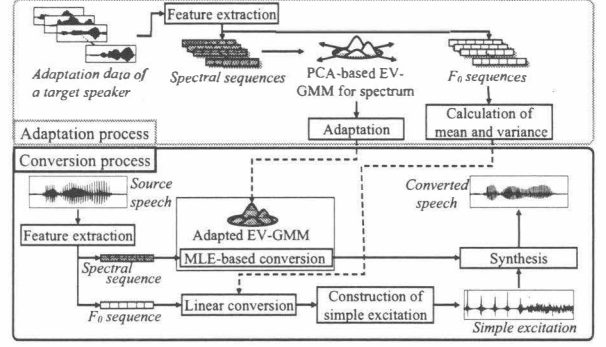 Feature extraction
Adaptation data of
a target speaker
Spectral sequences
PCA-based EV-
GMM for spectrum
F0 sequences
Adaptation
Calculation of
mean and variance
Adaptation process
Conversion process
Source
speech
Converted
speech
Feature extraction
Adapted EV-GMM
MLE-based conversion
Synthesis
Spectral
sequence
F0 sequence
Linear conversion
Construction of
simple excitation
Simple excitation